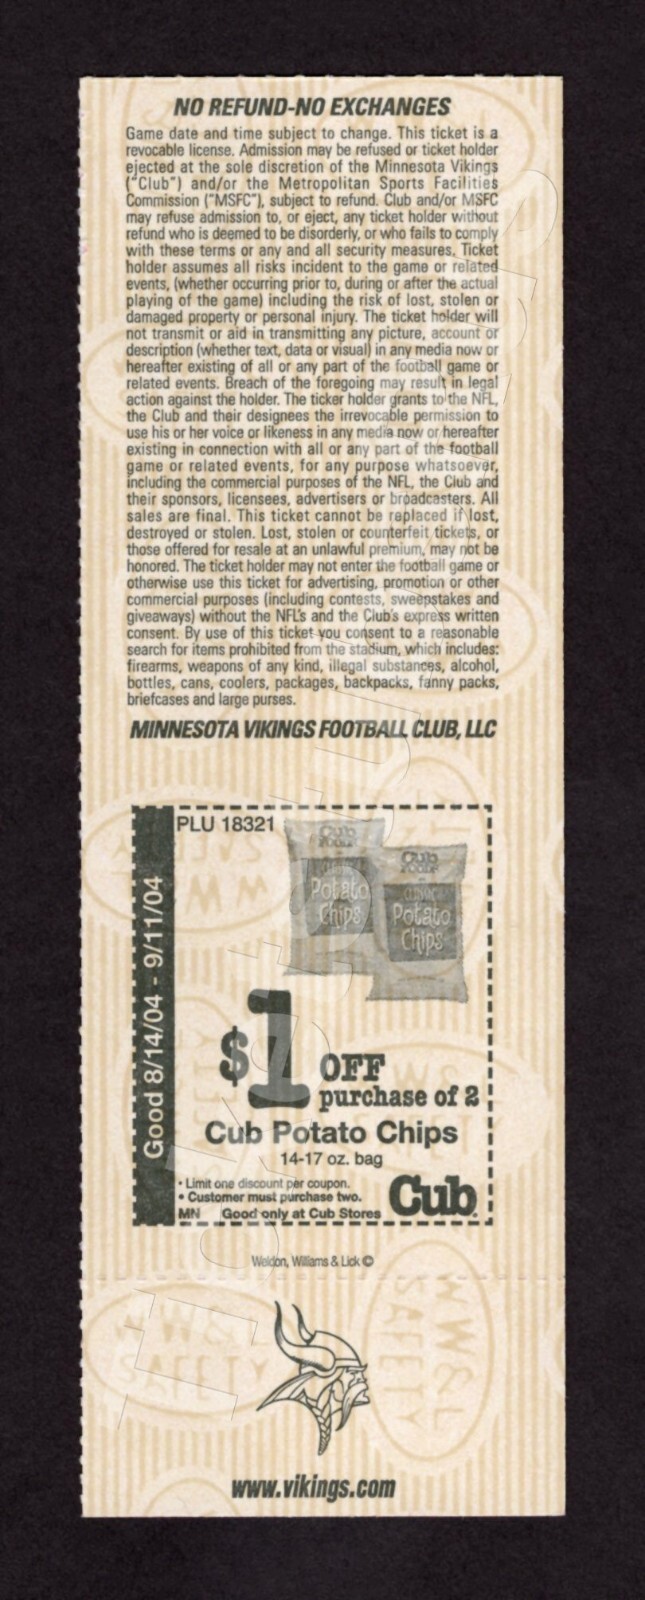 NO REFUND-NO EXCHANGES
Game date and time subject to change. This ticket is a
revocable license. Admission may be refused or ticket holder
ejected at the sole discretion of the Minnesota Vikings
("Club") and/or the Metropolitan Sports Facilities
Commission ("MSFC"), subject to refund. Club and/or MSFC
may refuse admission to, or eject, any ticket holder without
refund who is deemed to be disorderly, or who fails to comply
with these terms or any and all security measures. Ticket
holder assumes all risks incident to the game or related
events, (whether occurring prior to, during or after the actual
playing of the game) including the risk of lost, stolen or
damaged property or personal injury. The ticket holder will
not transmit or aid in transmitting any picture, account or
description (whether text, data or visual) in any media now or
hereafter existing of all or any part of the football game or
related events. Breach of the foregoing may result in legal
action against the holder. The ticker holder grants to the NFL,
the Club and their designees the irrevocable permission to
use his or her voice or likeness in any media now or hereafter
existing in connection with all or any part of the football
game or related events, for any purpose whatsoever,
including the commercial purposes of the NFL, the Club and
their sponsors, licensees, advertisers or broadcasters. All
sales are final. This ticket cannot be replaced if lost,
destroyed or stolen. Lost, stolen or counterfeit tickets, or
those offered for resale at an unlawful premium, may not be
honored. The ticket holder may not enter the football game or
otherwise use this ticket for advertising, promotion or other
commercial purposes (including contests, sweepstakes and
giveaways) without the NFL's and the Club's express written
consent. By use of this ticket you consent to a reasonable
search for items prohibited from the stadium, which includes:
firearms, weapons of any kind, illegal substances, alcohol,
bottles, cans, coolers, packages, backpacks, fanny packs,
briefcases and large purses.
MINNESOTA VIKINGS FOOTBALL CLUB, LLC
PLU 18321
Good 8/14/04 - 9/11/04
Cub
FOODS
Potato
Chips
Cub
FOODS
Potato
Chips
$1 OFF
purchase of 2
Cub Potato Chips
14-17 oz. bag
• Limit one discount per coupon.
• Customer must purchase two.
MN Good only at Cub Stores
Cub
Weldon, Williams & Lick ©
WW&L
SAFETY
WW&L
SAFETY
www.vikings.com